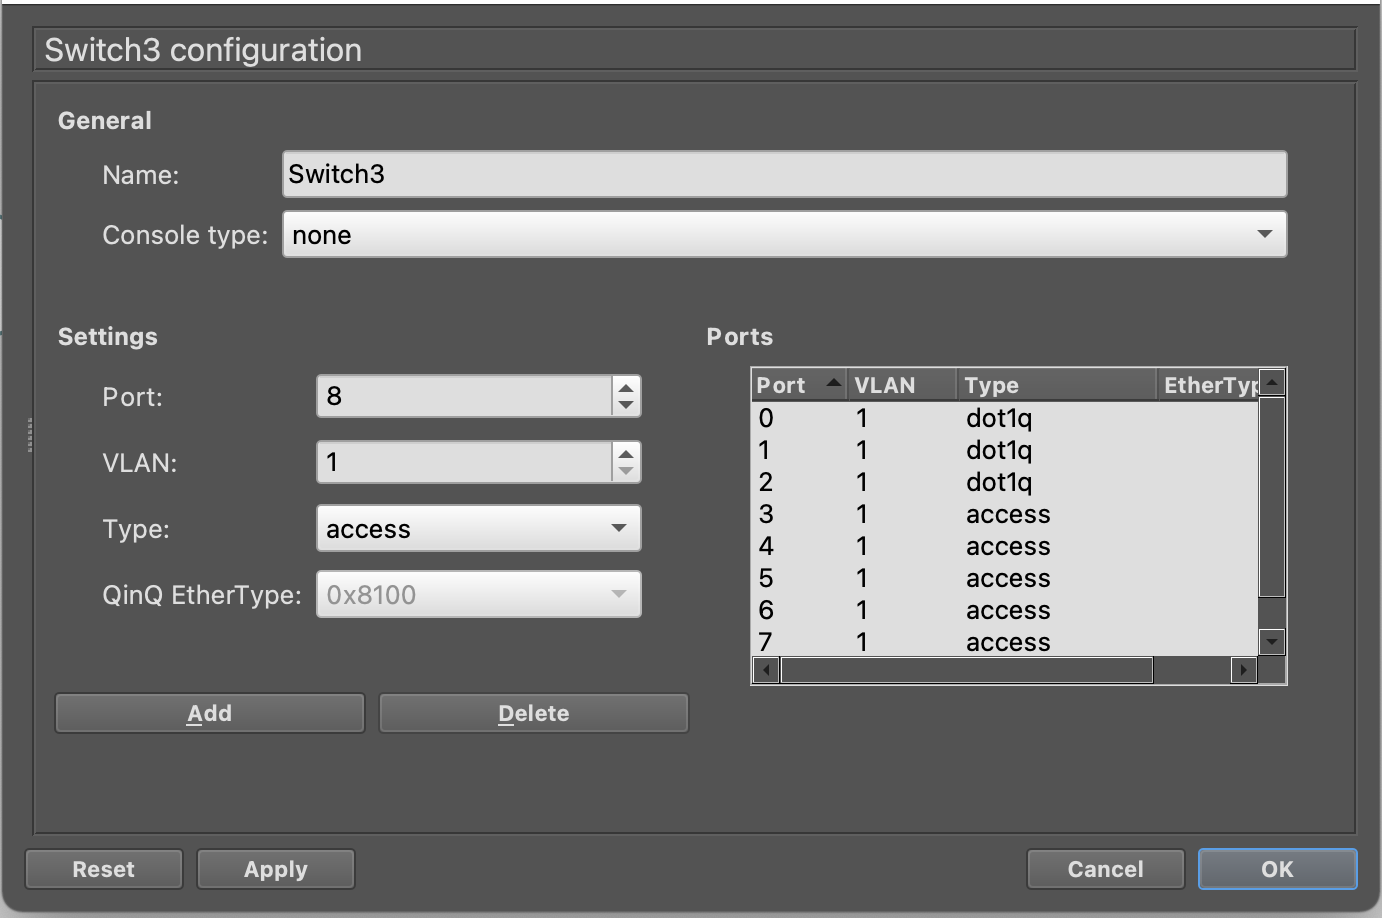 Switch3 configuration
General
Name: Switch3
Console type: none
Settings
Port: 8
VLAN: 1
Type: access
QinQ EtherType: 0x8100
Add Delete
Ports
Port VLAN Type EtherTyp
0 1 dot1q
1 1 dot1q
2 1 dot1q
3 1 access
4 1 access
5 1 access
6 1 access
7 1 access
Reset Apply Cancel OK